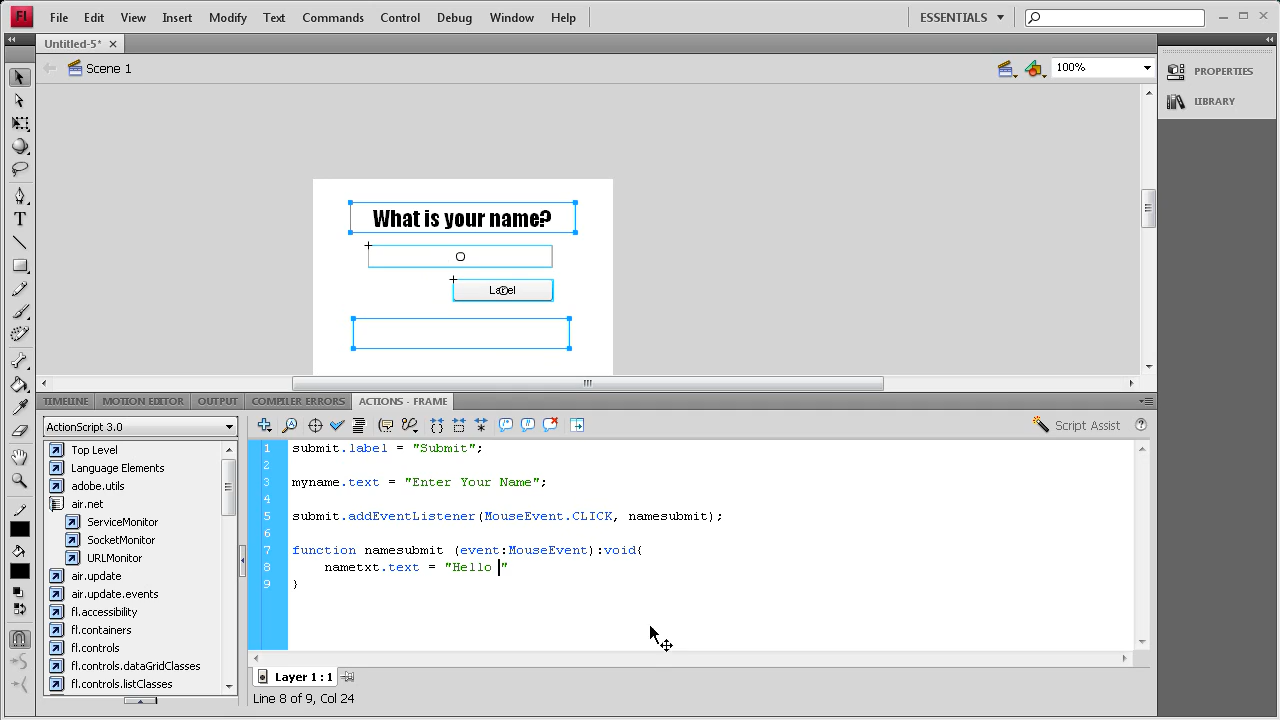 Fl File Edit View Insert Modify Text Commands Control Debug Window Help ESSENTIALS
Untitled-5*
Scene 1 100%
PROPERTIES
LIBRARY
What is your name?
Label
TIMELINE MOTION EDITOR OUTPUT COMPILER ERRORS ACTIONS - FRAME
ActionScript 3.0
Script Assist
Top Level
Language Elements
adobe.utils
air.net
ServiceMonitor
SocketMonitor
URLMonitor
air.update
air.update.events
fl.accessibility
fl.containers
fl.controls
fl.controls.dataGridClasses
fl.controls.listClasses
1 submit.label = "Submit";
2
3 myname.text = "Enter Your Name";
4
5 submit.addEventListener(MouseEvent.CLICK, namesubmit);
6
7 function namesubmit (event:MouseEvent):void{
8 nametxt.text = "Hello "
9 }
Layer 1 : 1
Line 8 of 9, Col 24